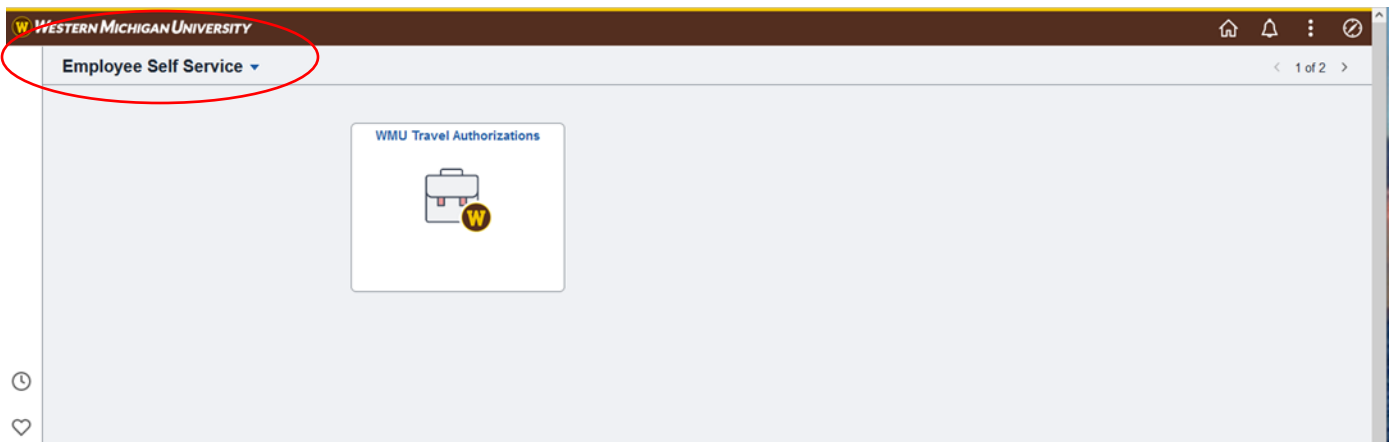 W WESTERN MICHIGAN UNIVERSITY
Employee Self Service
1 of 2
WMU Travel Authorizations
W